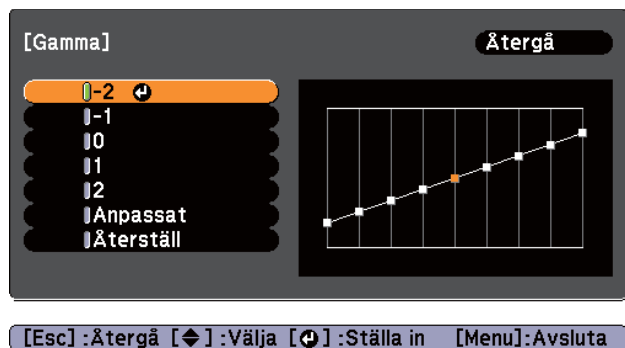 [Gamma] Återgå
-2
-1
0
1
2
Anpassat
Återställ
[Esc] :Återgå [◆] :Välja [↵] :Ställa in [Menu]:Avsluta